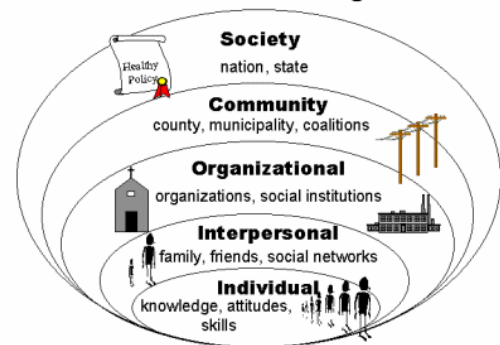 Society
nation, state
Healthy
Policy
Community
county, municipality, coalitions
Organizational
organizations, social institutions
Interpersonal
family, friends, social networks
Individual
knowledge, attitudes,
skills